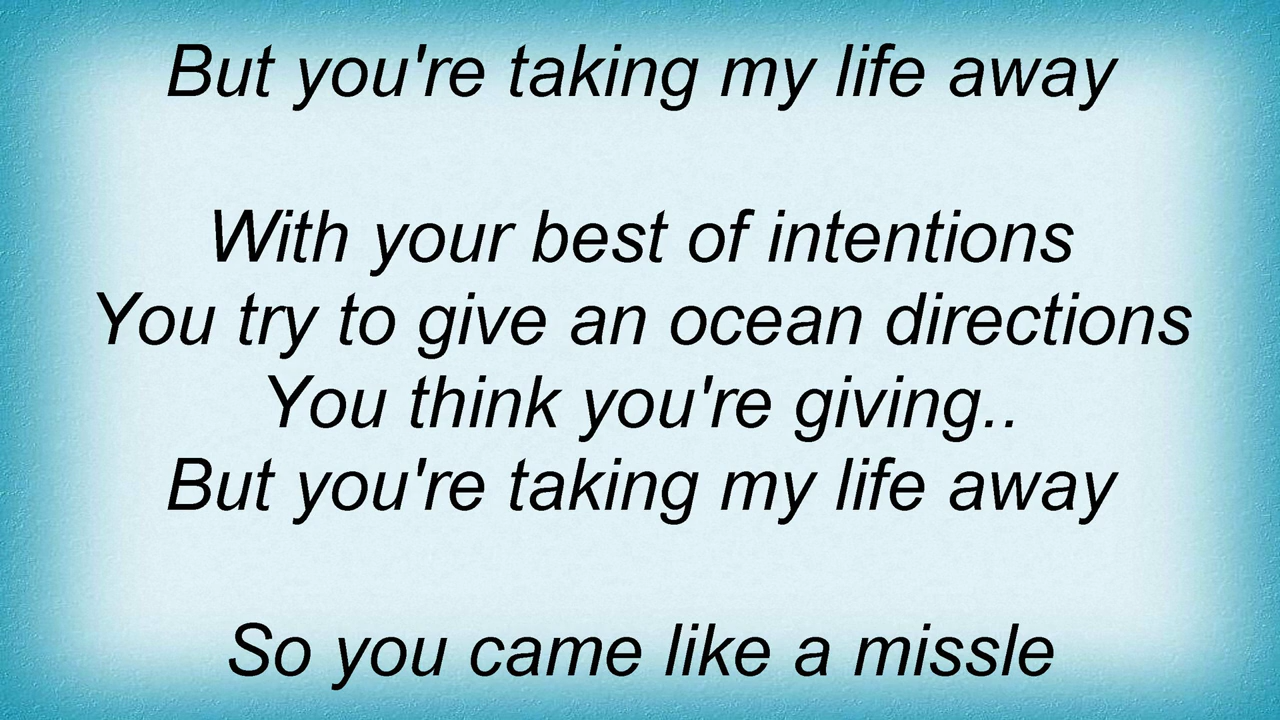 But you're taking my life away
With your best of intentions
You try to give an ocean directions
You think you're giving..
But you're taking my life away
So you came like a missle